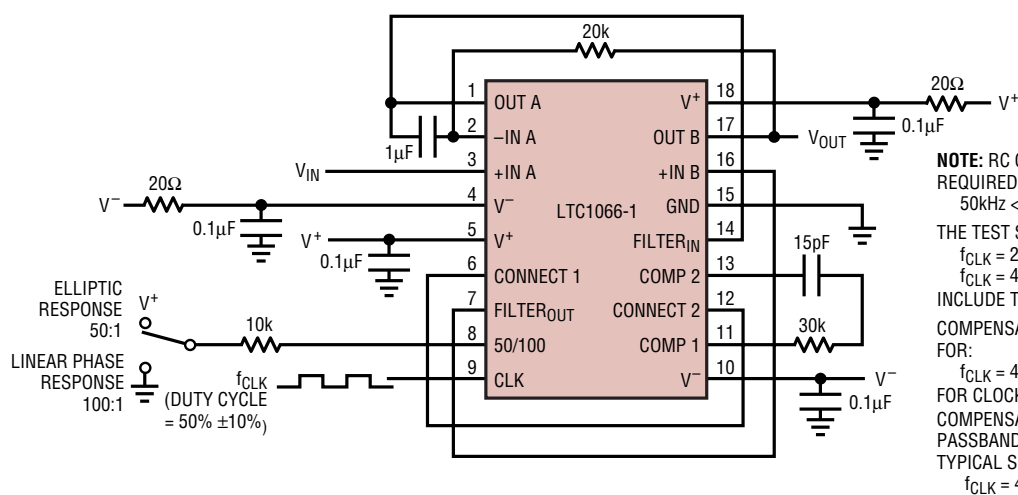 20k
1
OUT A
V+
18
20Ω
V+
2
–IN A
OUT B
17
VOUT
0.1µF
1µF
VIN
3
+IN A
+IN B
16
NOTE: RC
REQUIRED
50kHz <
20Ω
V–
4
V–
GND
15
LTC1066-1
0.1µF
V+
5
V+
FILTERIN
14
15pF
THE TEST S
fCLK = 2
fCLK = 4
INCLUDE T
0.1µF
6
CONNECT 1
COMP 2
13
ELLIPTIC
RESPONSE
50:1
V+
7
FILTEROUT
CONNECT 2
12
30k
COMPENSA
FOR:
fCLK = 4
10k
8
50/100
COMP 1
11
LINEAR PHASE
RESPONSE
100:1
fCLK
(DUTY CYCLE
= 50% ±10%)
9
CLK
V–
10
V–
0.1µF
FOR CLOCK
COMPENSA
PASSBAND
TYPICAL S
fCLK = 4